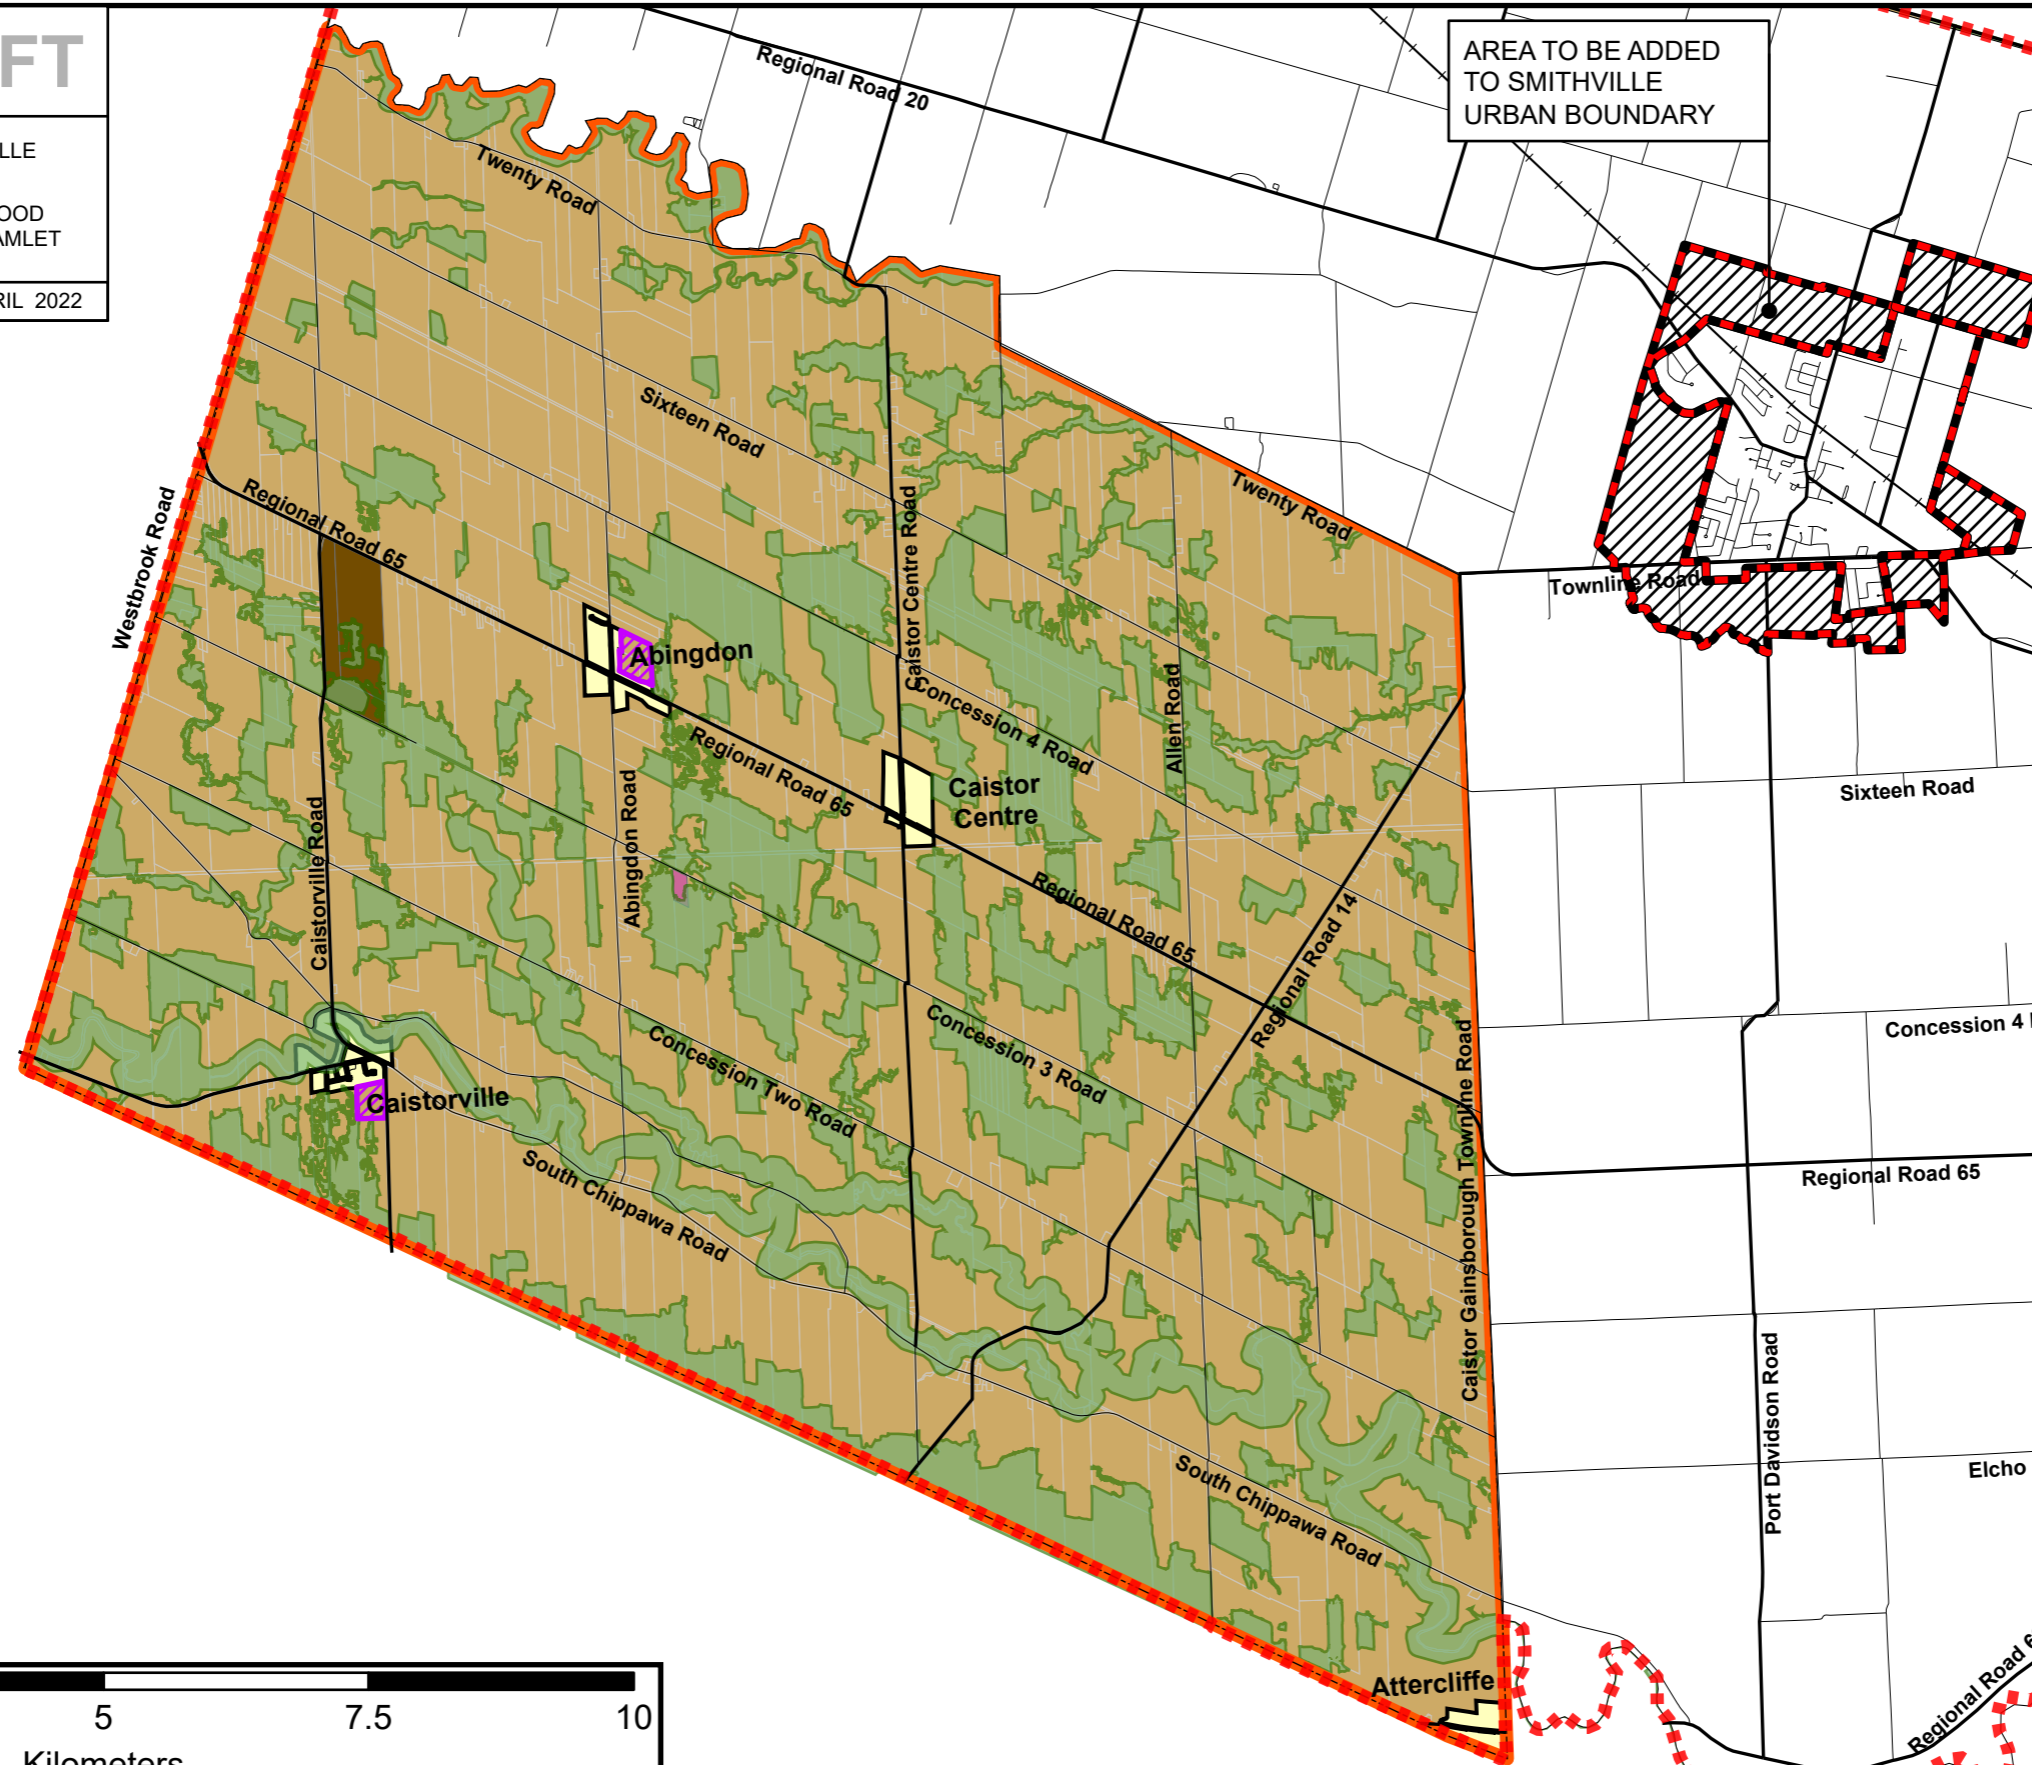 FT
LLE
OOD
AMLET
RIL 2022
AREA TO BE ADDED
TO SMITHVILLE
URBAN BOUNDARY
Regional Road 20
Twenty Road
Sixteen Road
Twenty Road
Regional Road 65
Westbrook Road
Caistor Centre Road
Townline Road
Abingdon
Allen Road
Concession 4 Road
Regional Road 65
Caistor
Centre
Sixteen Road
Caistorville Road
Abingdon Road
Regional Road 65
Regional Road 14
Concession 3 Road
Concession Two Road
Concession 4
Caistorville
Caistor Gainsborough Townline Road
Regional Road 65
South Chippawa Road
Port Davidson Road
South Chippawa Road
Elcho
Attercliffe
Regional Road 6
5
7.5
10
Kilometers